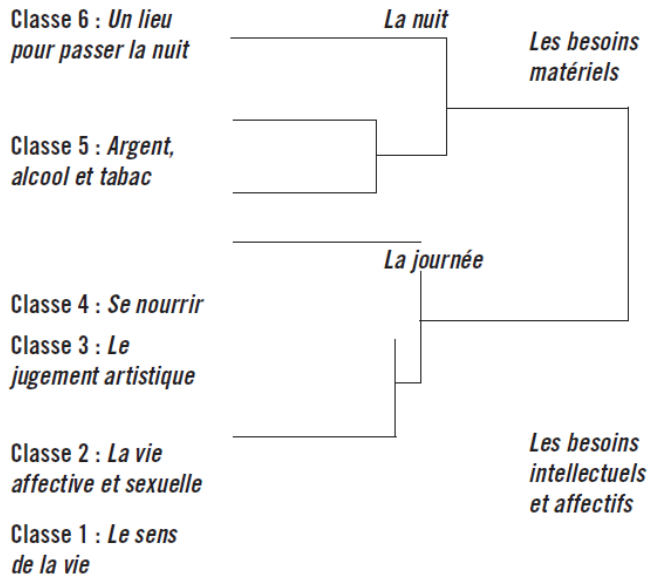 Classe 6 : Un lieu
pour passer la nuit
La nuit
Les besoins
matériels
Classe 5 : Argent,
alcool et tabac
La journée
Classe 4 : Se nourrir
Classe 3 : Le
jugement artistique
Classe 2 : La vie
affective et sexuelle
Les besoins
intellectuels
et affectifs
Classe 1 : Le sens
de la vie